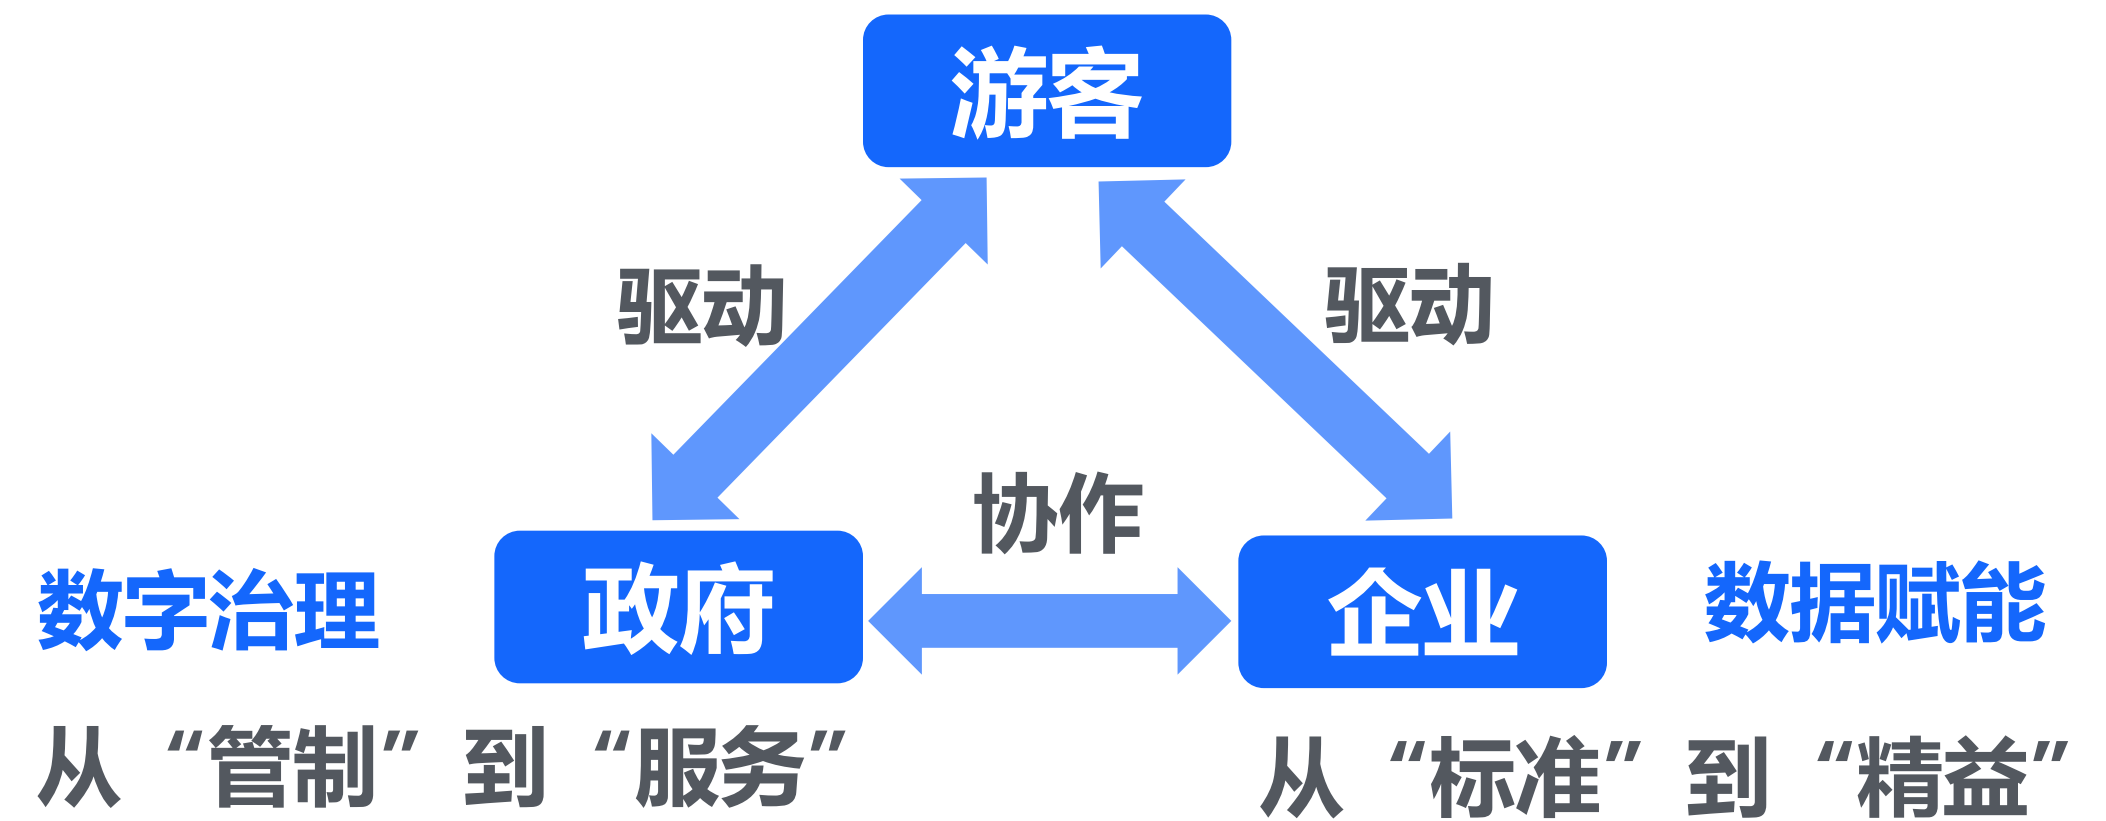 游客
驱动
驱动
协作
数字治理
政府
企业
数据赋能
从 “管制” 到 “服务”
从 “标准” 到 “精益”